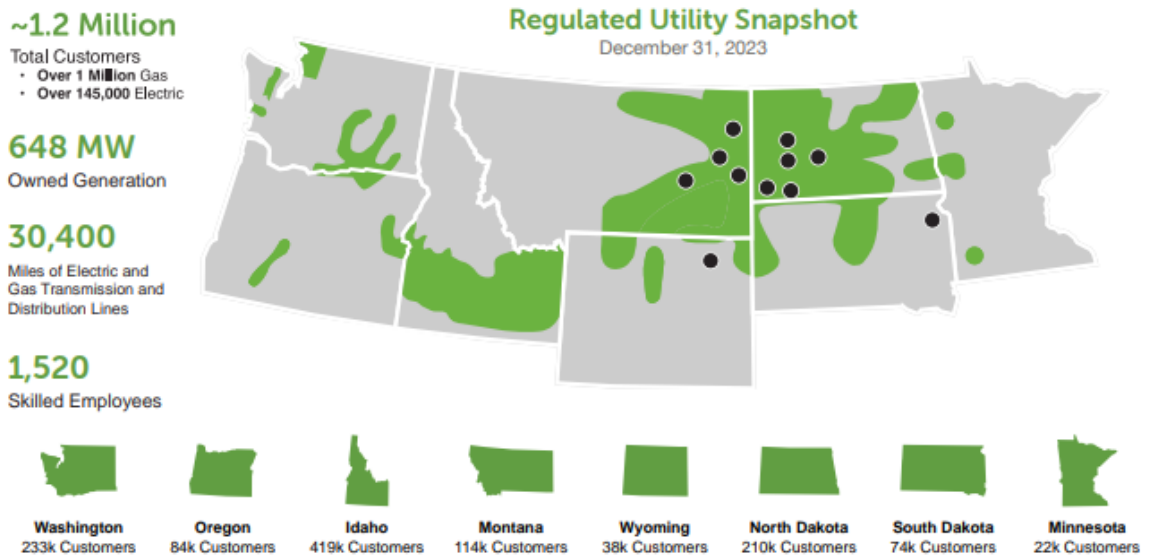 Regulated Utility Snapshot
December 31, 2023
~1.2 Million
Total Customers
• Over 1 Million Gas
• Over 145,000 Electric
648 MW
Owned Generation
30,400
Miles of Electric and
Gas Transmission and
Distribution Lines
1,520
Skilled Employees
Washington
233k Customers
Oregon
84k Customers
Idaho
419k Customers
Montana
114k Customers
Wyoming
38k Customers
North Dakota
210k Customers
South Dakota
74k Customers
Minnesota
22k Customers